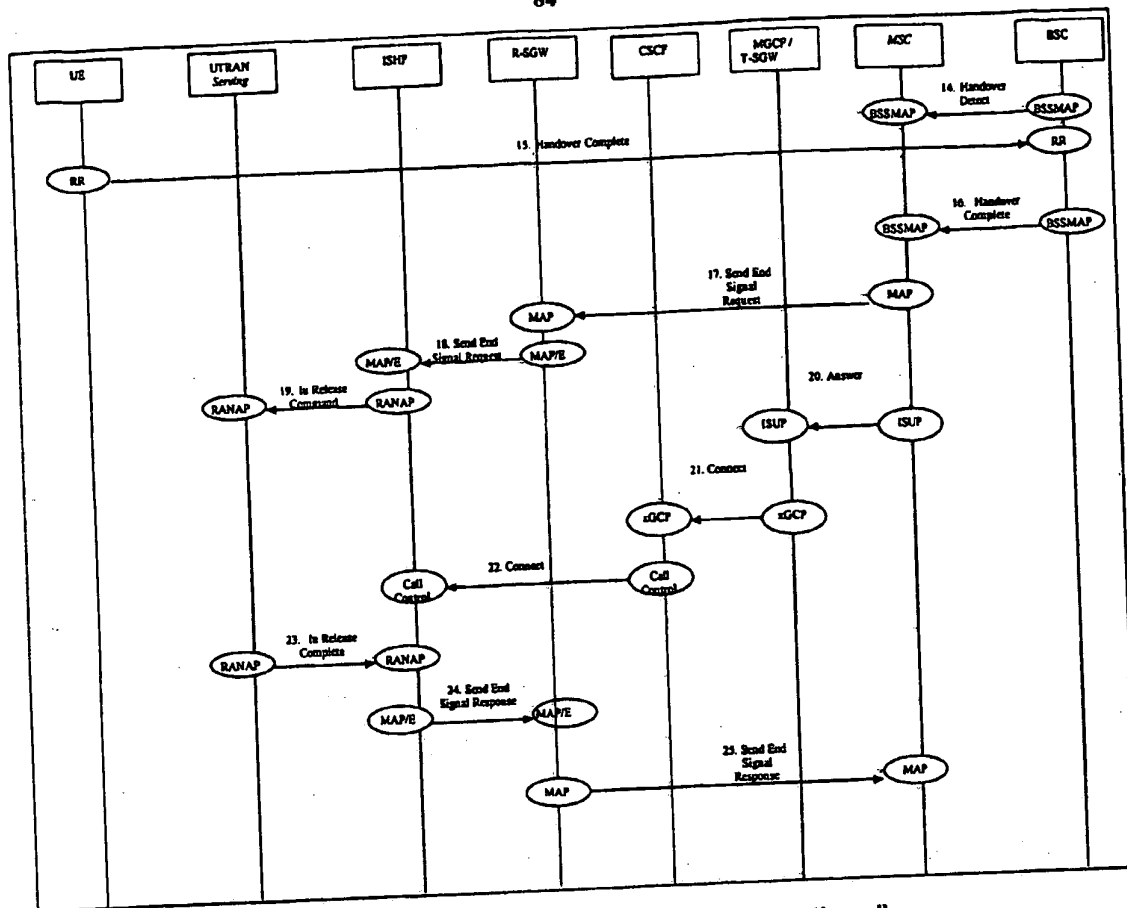 UE
UTRAN
Serving
ISHF
R-SGW
CSCF
MGCF /
T-SGW
MSC
BSC
14. Handover
Detect
BSSMAP
BSSMAP
15. Handover Complete
RR
RR
16. Handover
Complete
BSSMAP
BSSMAP
17. Send End
Signal
Request
MAP
MAP
18. Send End
Signal Request
MAP/E
MAP/E
19. Iu Release
Command
RANAP
RANAP
20. Answer
ISUP
ISUP
21. Connect
xGCP
xGCP
22. Connect
Call
Control
Call
Control
23. Iu Release
Complete
RANAP
RANAP
24. Send End
Signal Response
MAP/E
MAP/E
25. Send End
Signal
Response
MAP
MAP